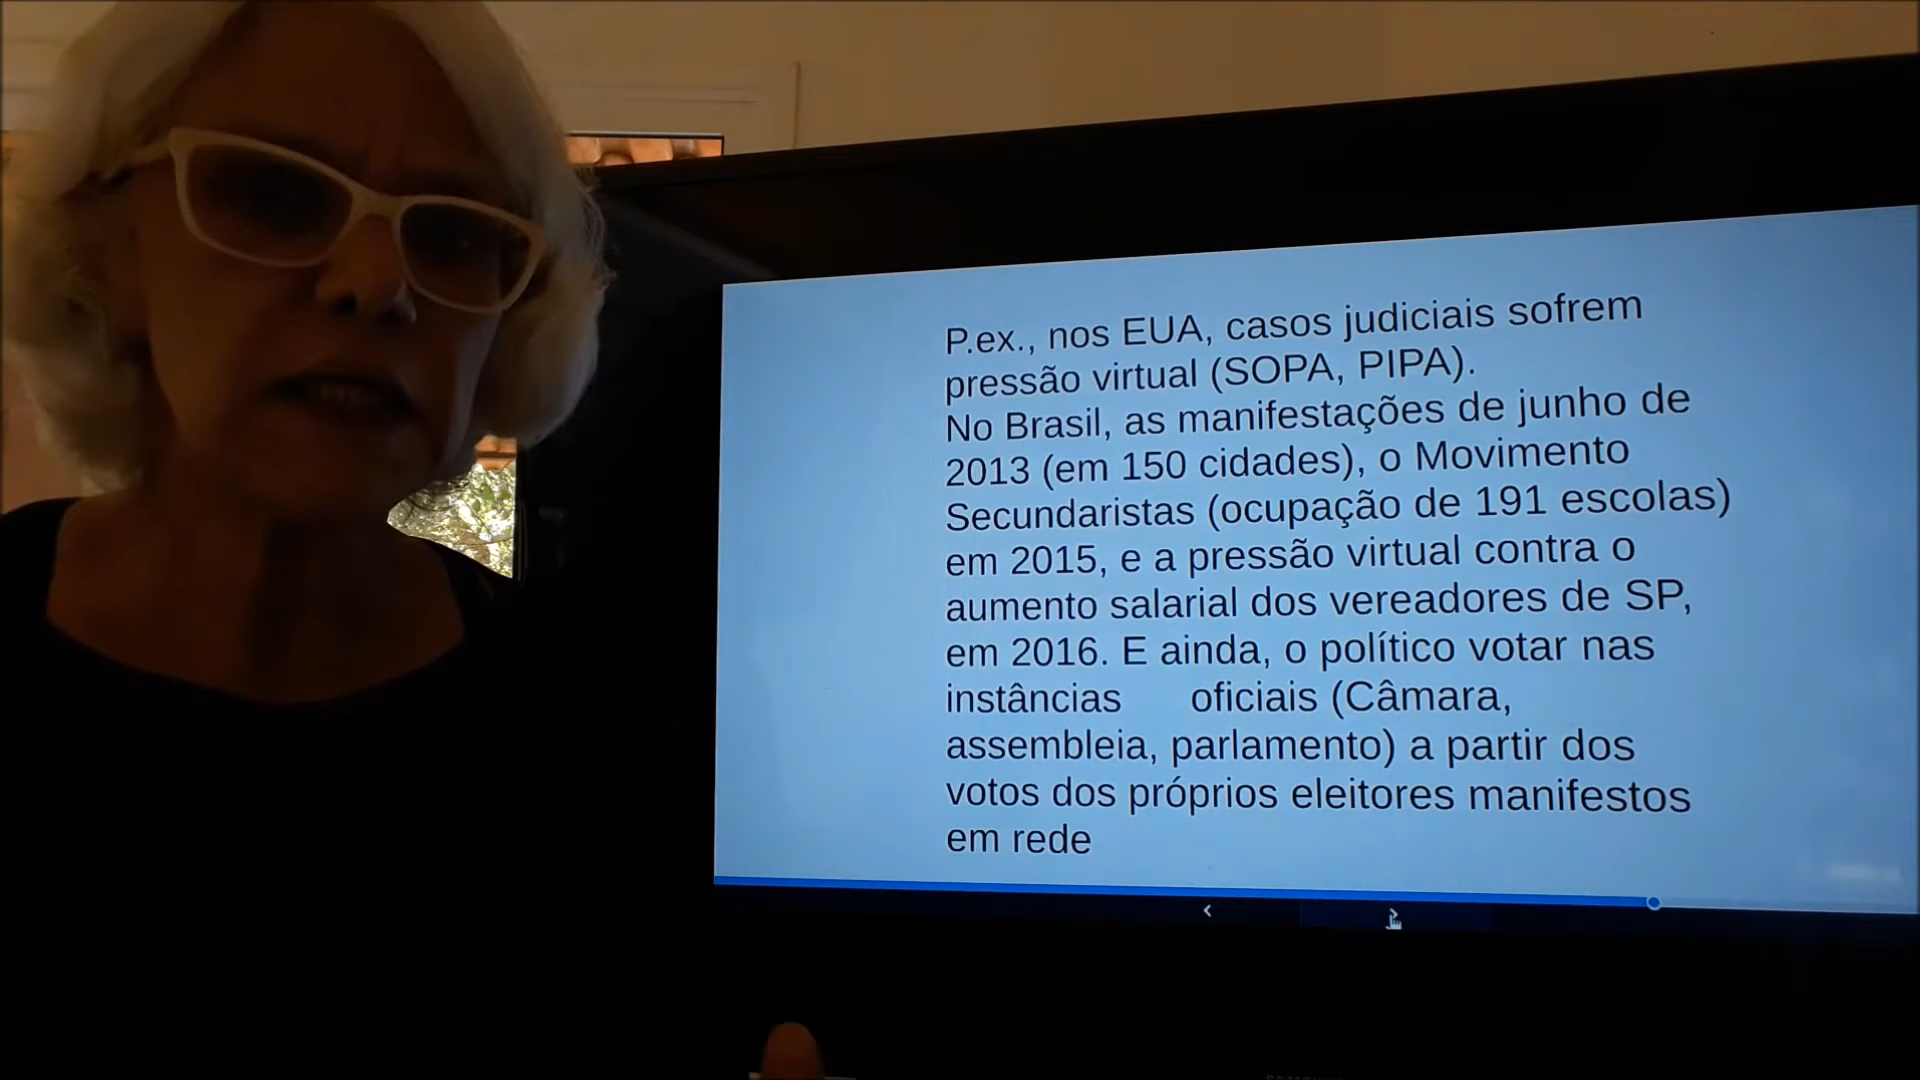 P.ex., nos EUA, casos judiciais sofrem
pressão virtual (SOPA, PIPA).
No Brasil, as manifestações de junho de
2013 (em 150 cidades), o Movimento
Secundaristas (ocupação de 191 escolas)
em 2015, e a pressão virtual contra o
aumento salarial dos vereadores de SP,
em 2016. E ainda, o político votar nas
instâncias oficiais (Câmara,
assembleia, parlamento) a partir dos
votos dos próprios eleitores manifestos
em rede